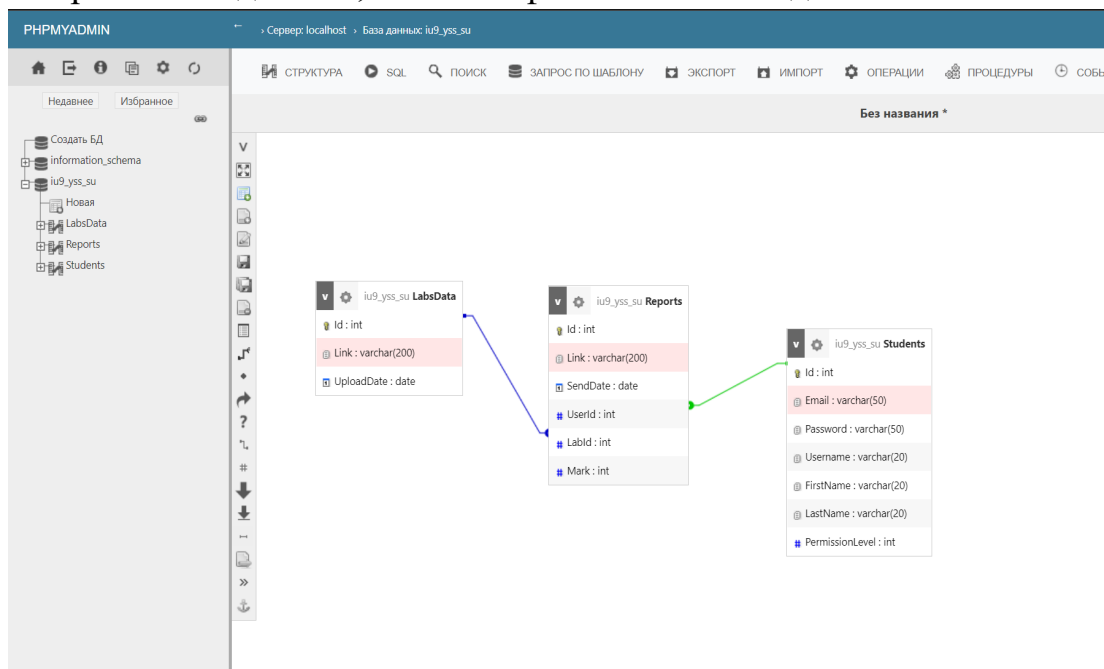 PHPMYADMIN
← › Сервер: localhost › База данных: iu9_yss_su
СТРУКТУРА SQL ПОИСК ЗАПРОС ПО ШАБЛОНУ ЭКСПОРТ ИМПОРТ ОПЕРАЦИИ ПРОЦЕДУРЫ СОБЫ
Недавнее Избранное
Без названия *
Создать БД
information_schema
iu9_yss_su
Новая
LabsData
Reports
Students
v iu9_yss_su LabsData
Id : int
Link : varchar(200)
UploadDate : date
v iu9_yss_su Reports
Id : int
Link : varchar(200)
SendDate : date
# UserId : int
# LabId : int
# Mark : int
v iu9_yss_su Students
Id : int
Email : varchar(50)
Password : varchar(50)
Username : varchar(20)
FirstName : varchar(20)
LastName : varchar(20)
# PermissionLevel : int